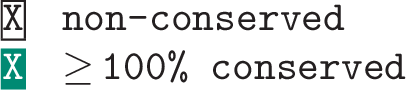 X non-conserved
X ≥ 100% conserved